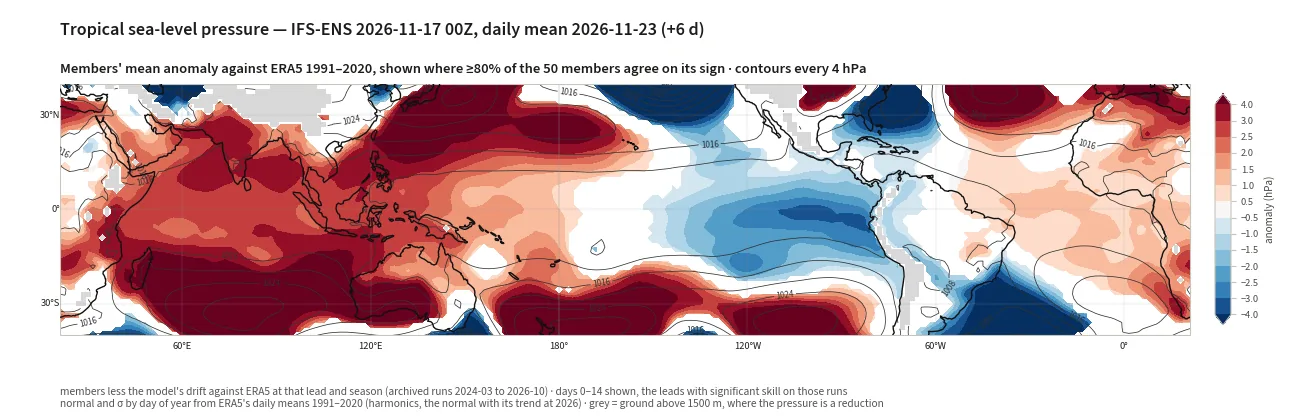 Tropical sea-level pressure — IFS-ENS 2026-11-17 00Z, daily mean 2026-11-23 (+6 d)
Members' mean anomaly against ERA5 1991–2020, shown where ≥80% of the 50 members agree on its sign · contours every 4 hPa
30°N
0°
30°S
60°E
120°E
180°
120°W
60°W
0°
1024
1016
1016
1016
1016
1016
1016
1024
1008
1016
4.0
3.0
2.0
1.5
1.0
0.5
−0.5
−1.0
−1.5
−2.0
−3.0
−4.0
anomaly (hPa)
members less the model's drift against ERA5 at that lead and season (archived runs 2024-03 to 2026-10) · days 0–14 shown, the leads with significant skill on those runs
normal and σ by day of year from ERA5's daily means 1991–2020 (harmonics, the normal with its trend at 2026) · grey = ground above 1500 m, where the pressure is a reduction